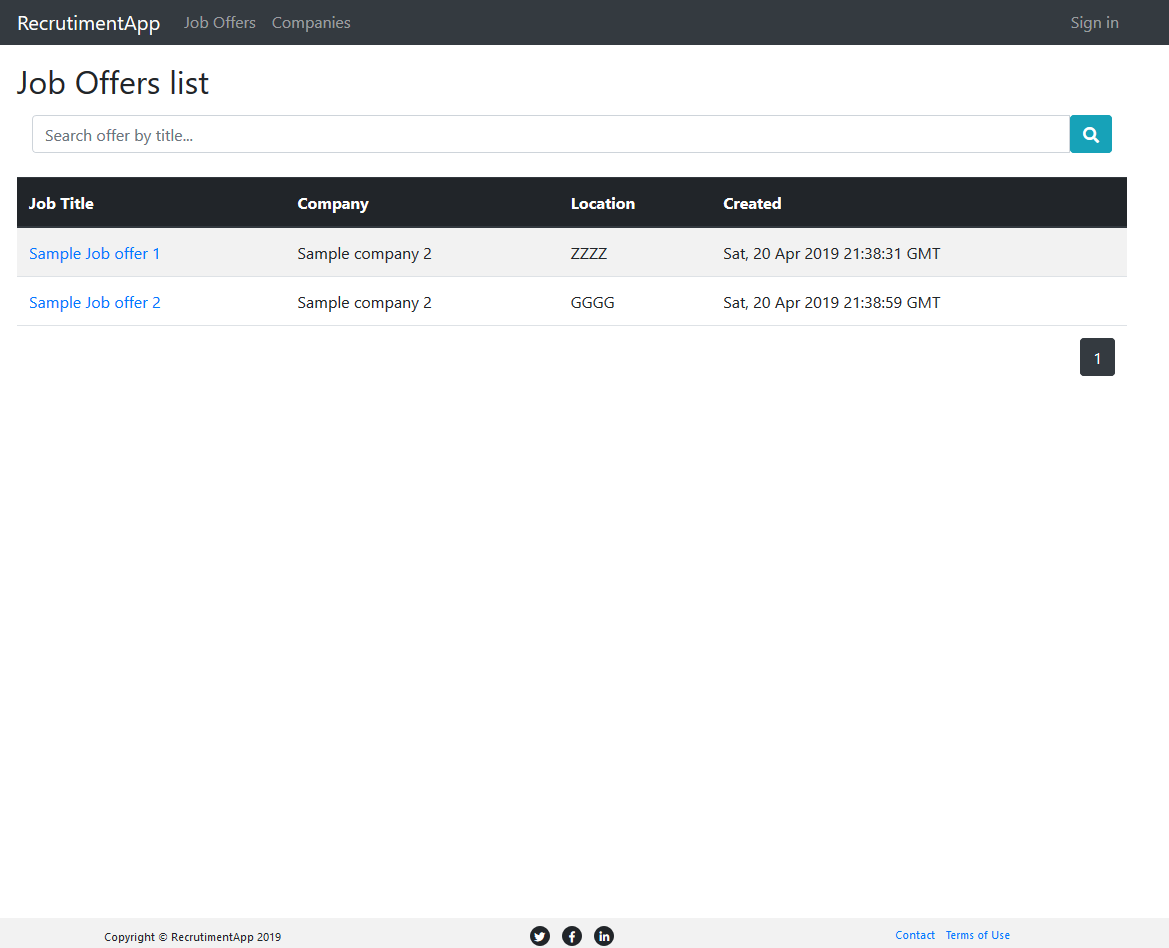 RecrutimentApp Job Offers Companies Sign in
Job Offers list
Search offer by title...
Job Title Company Location Created
Sample Job offer 1 Sample company 2 ZZZZ Sat, 20 Apr 2019 21:38:31 GMT
Sample Job offer 2 Sample company 2 GGGG Sat, 20 Apr 2019 21:38:59 GMT
1
Copyright © RecrutimentApp 2019 Contact Terms of Use